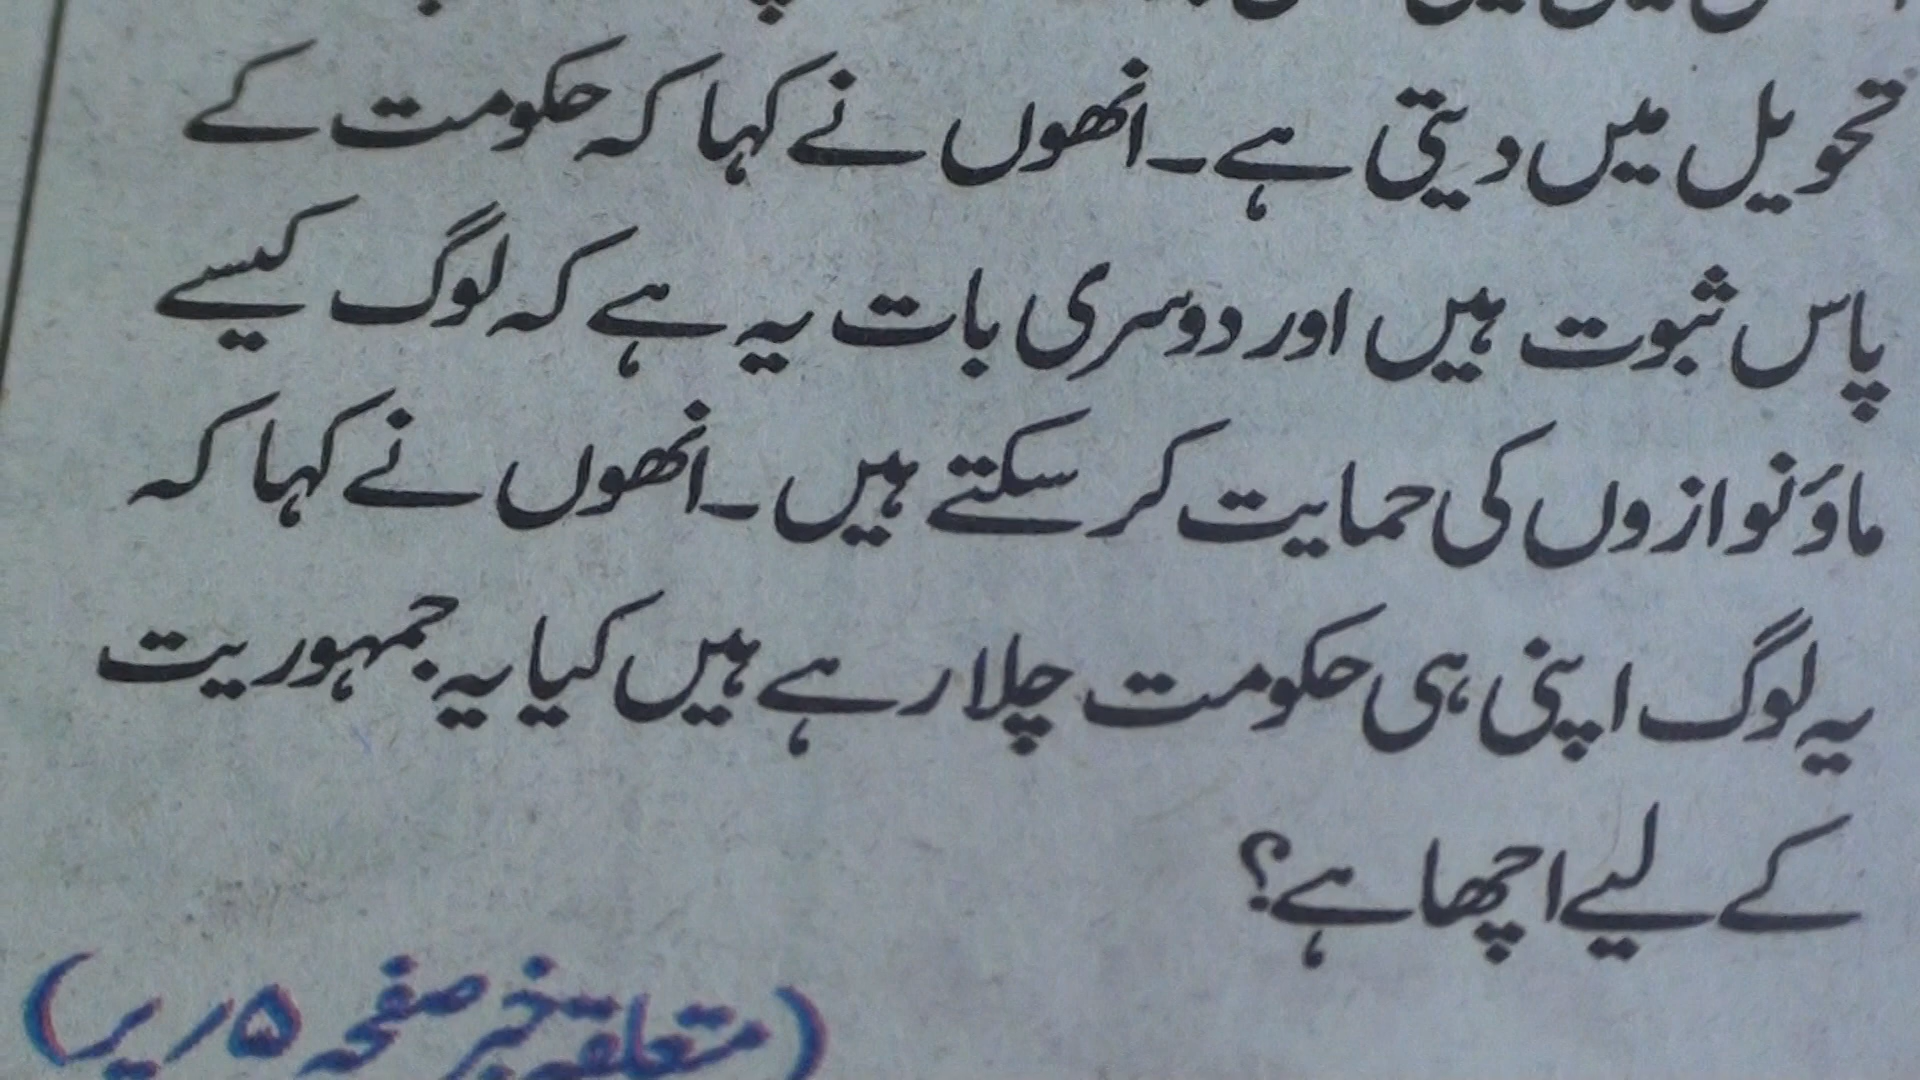 تحویل میں دیتی ہے۔ انھوں نے کہا کہ حکومت کے
پاس ثبوت ہیں اور دوسری بات یہ ہے کہ لوگ کیسے
ماؤنوازوں کی حمایت کر سکتے ہیں۔ انھوں نے کہا کہ
یہ لوگ اپنی ہی حکومت چلا رہے ہیں کیا یہ جمہوریت
کے لیے اچھا ہے؟
(متعلقہ خبر صفحہ ۵ / پر)